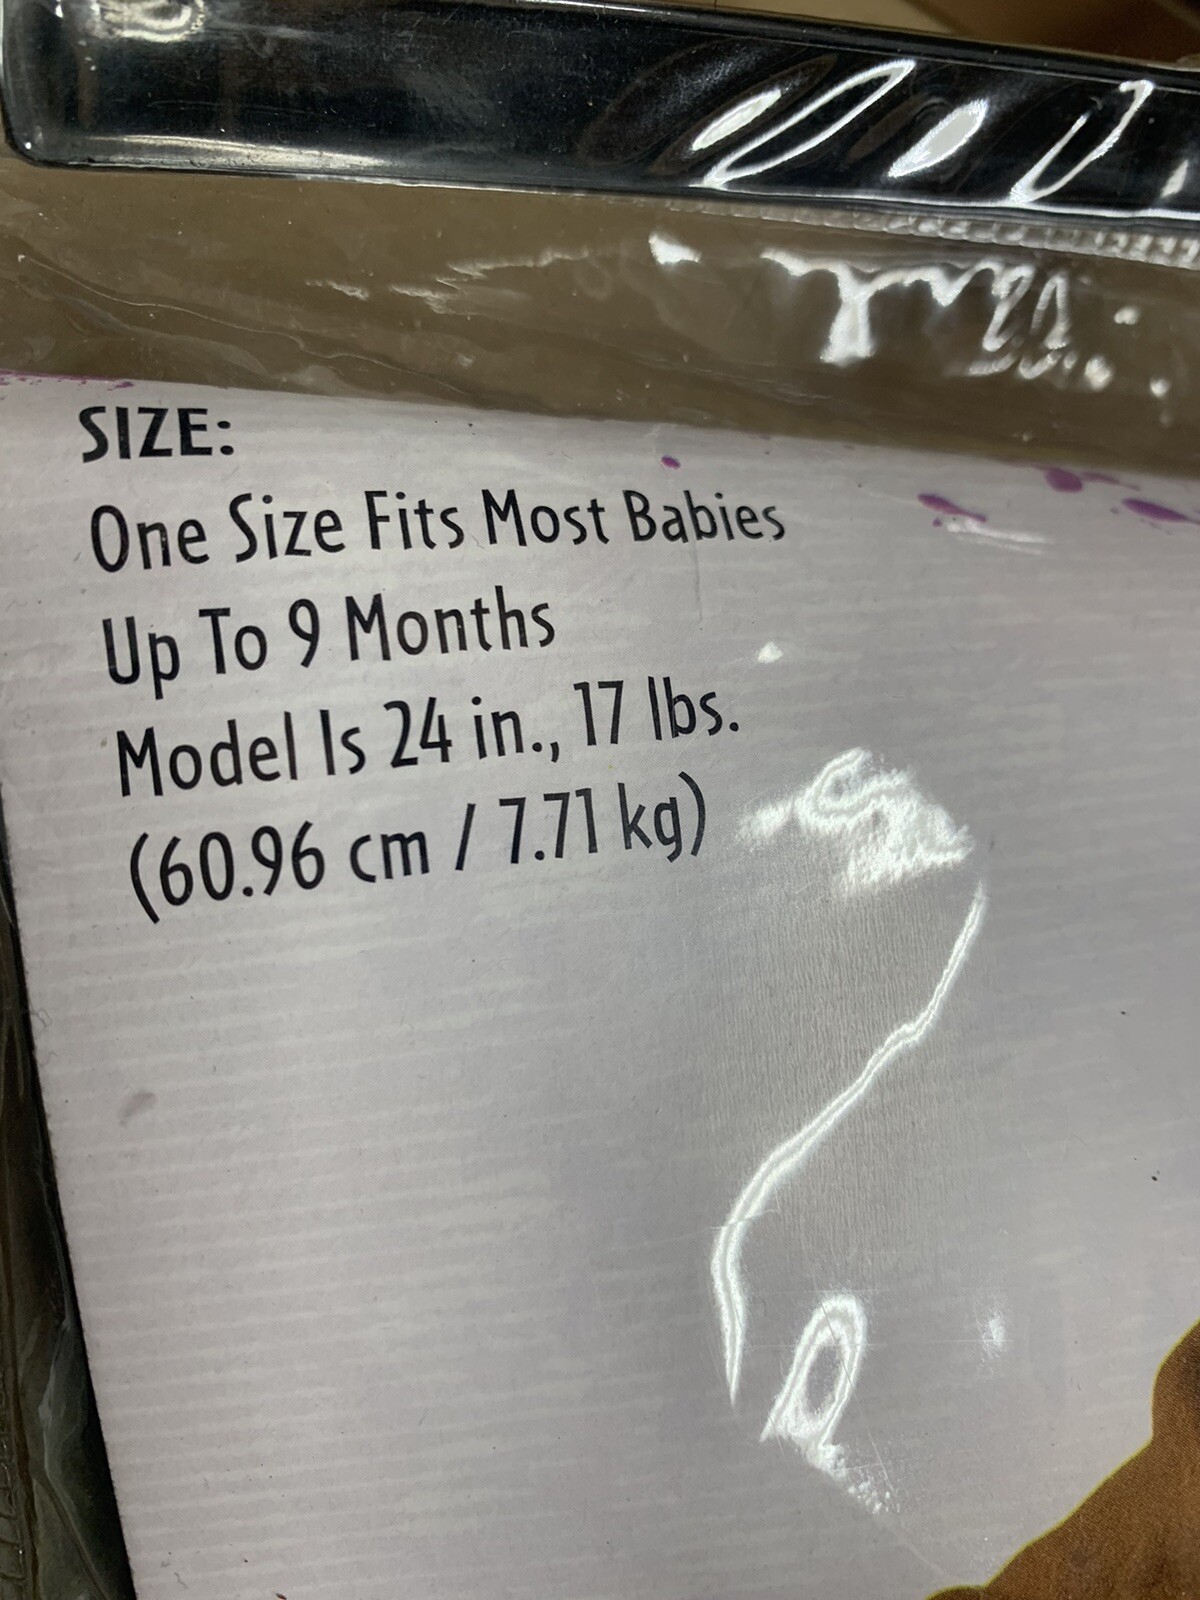 SIZE:
One Size Fits Most Babies
Up To 9 Months
Model Is 24 in., 17 lbs.
(60.96 cm / 7.71 kg)